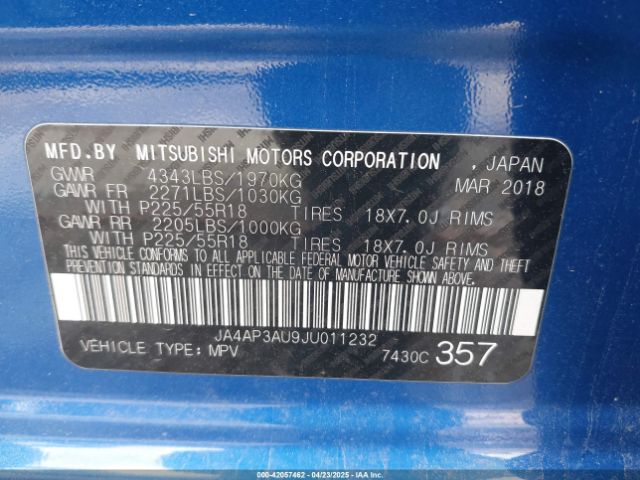 MFD.BY MITSUBISHI MOTORS CORPORATION , JAPAN
GVWR 4343LBS/1970KG MAR 2018
GAWR FR 2271LBS/1030KG
WITH P225/55R18 TIRES 18X7.0J RIMS
GAWR RR 2205LBS/1000KG
WITH P225/55R18 TIRES 18X7.0J RIMS
THIS VEHICLE CONFORMS TO ALL APPLICABLE FEDERAL MOTOR VEHICLE SAFETY AND THEFT
PREVENTION STANDARDS IN EFFECT ON THE DATE OF MANUFACTURE SHOWN ABOVE.
JA4AP3AU9JU011232
VEHICLE TYPE: MPV 7430C 357
00-42057462 - 04/23/2025 - IAAI.COM